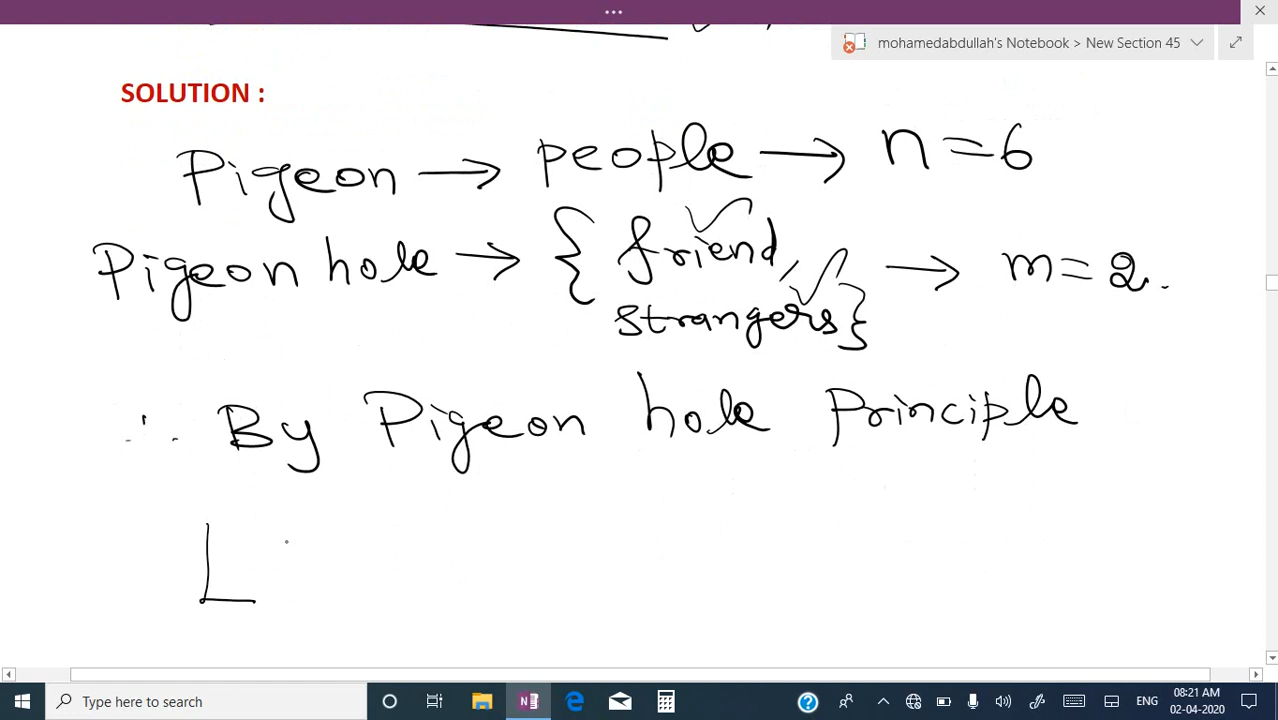 mohamedabdullah's Notebook > New Section 45
SOLUTION :
Pigeon → people → n = 6
Pigeon hole → { friend, → m = 2.
strangers }
∴ By Pigeon hole Principle
L
Type here to search
ENG
08:21 AM
02-04-2020